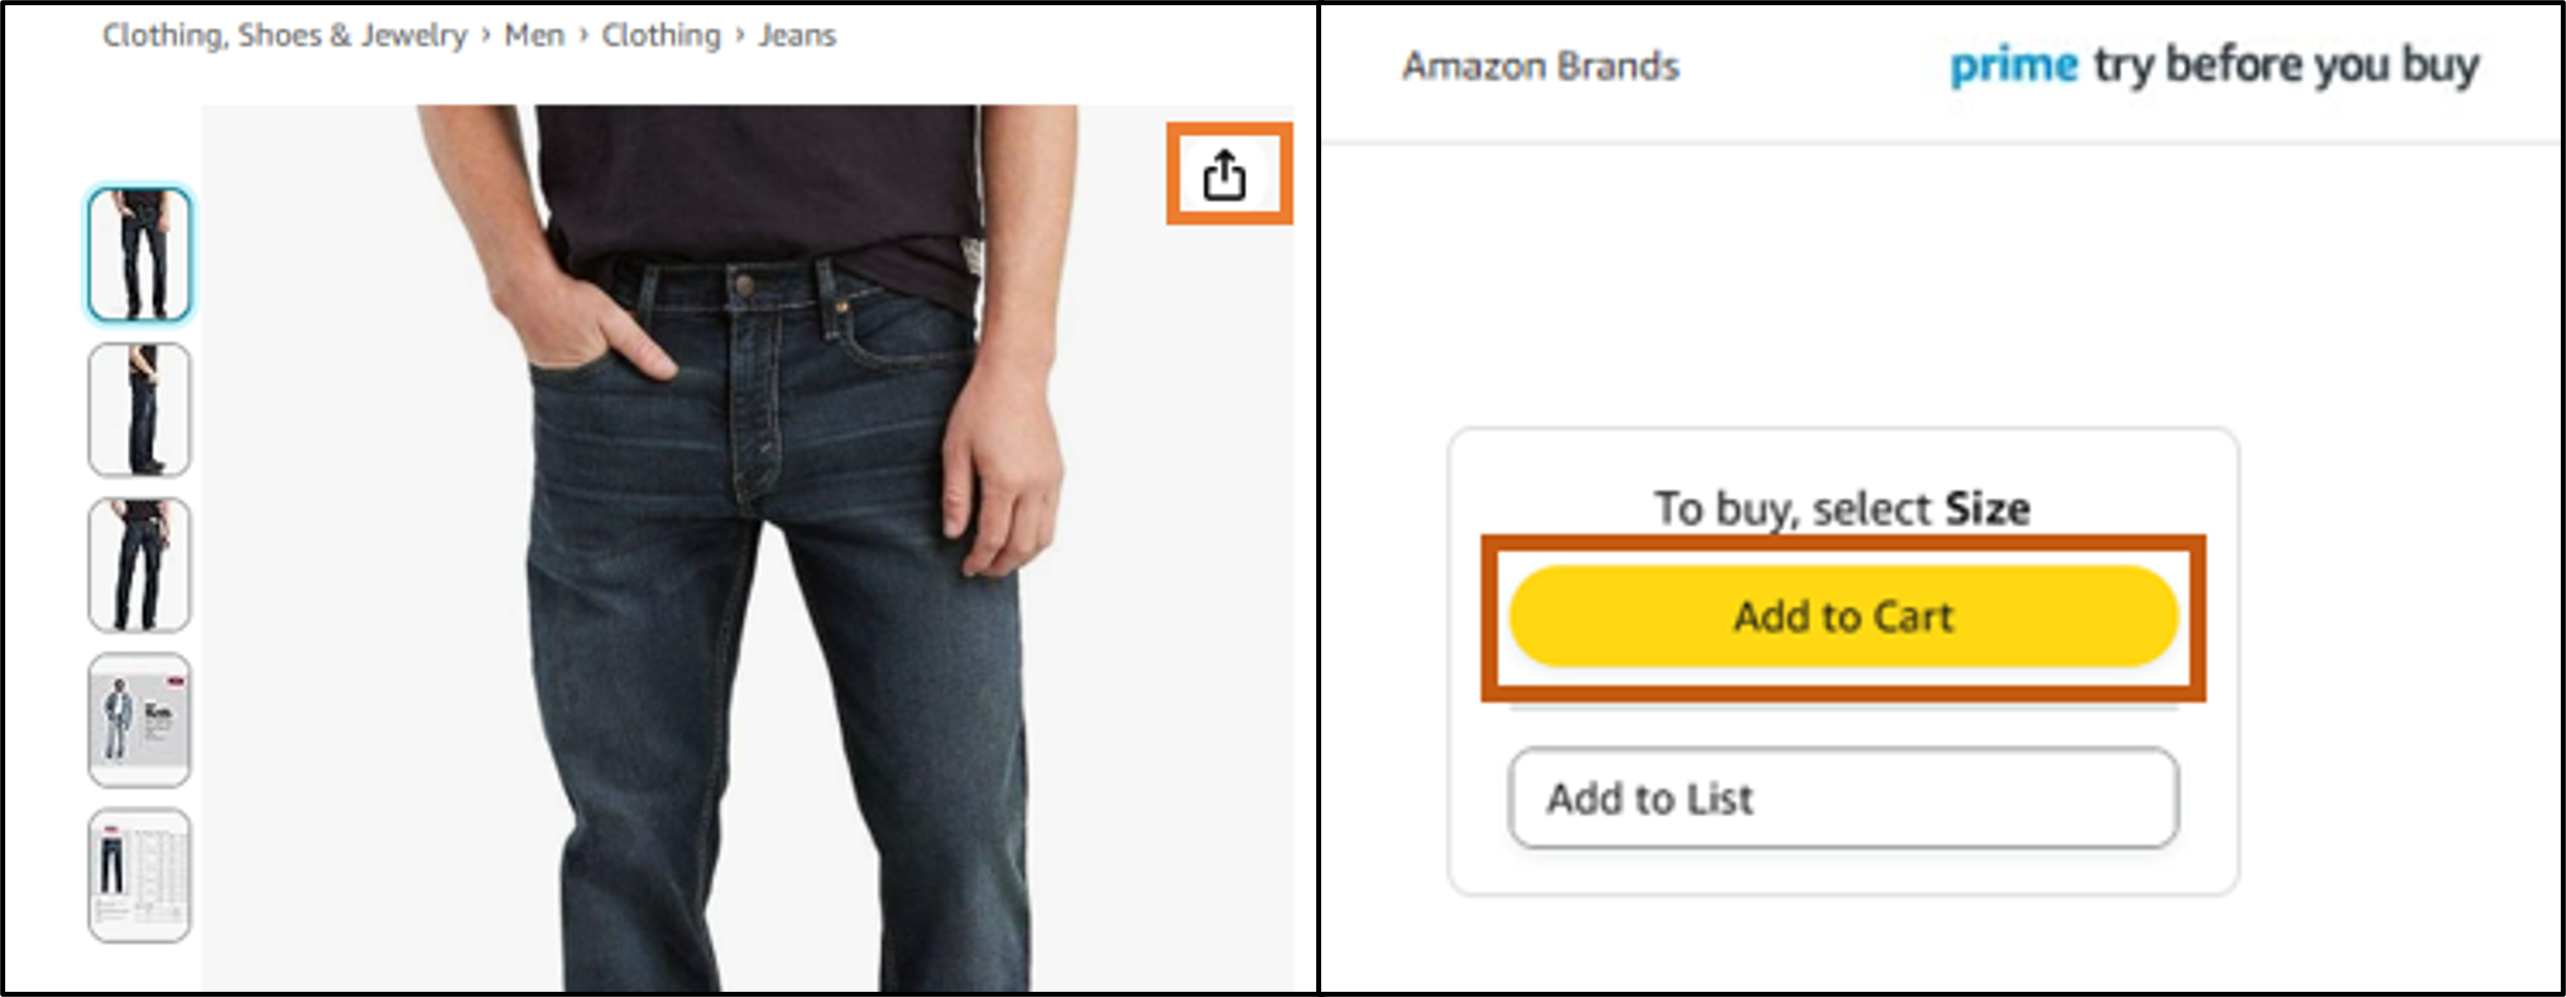 Clothing, Shoes & Jewelry › Men › Clothing › Jeans
Amazon Brands
prime try before you buy
To buy, select Size
Add to Cart
Add to List